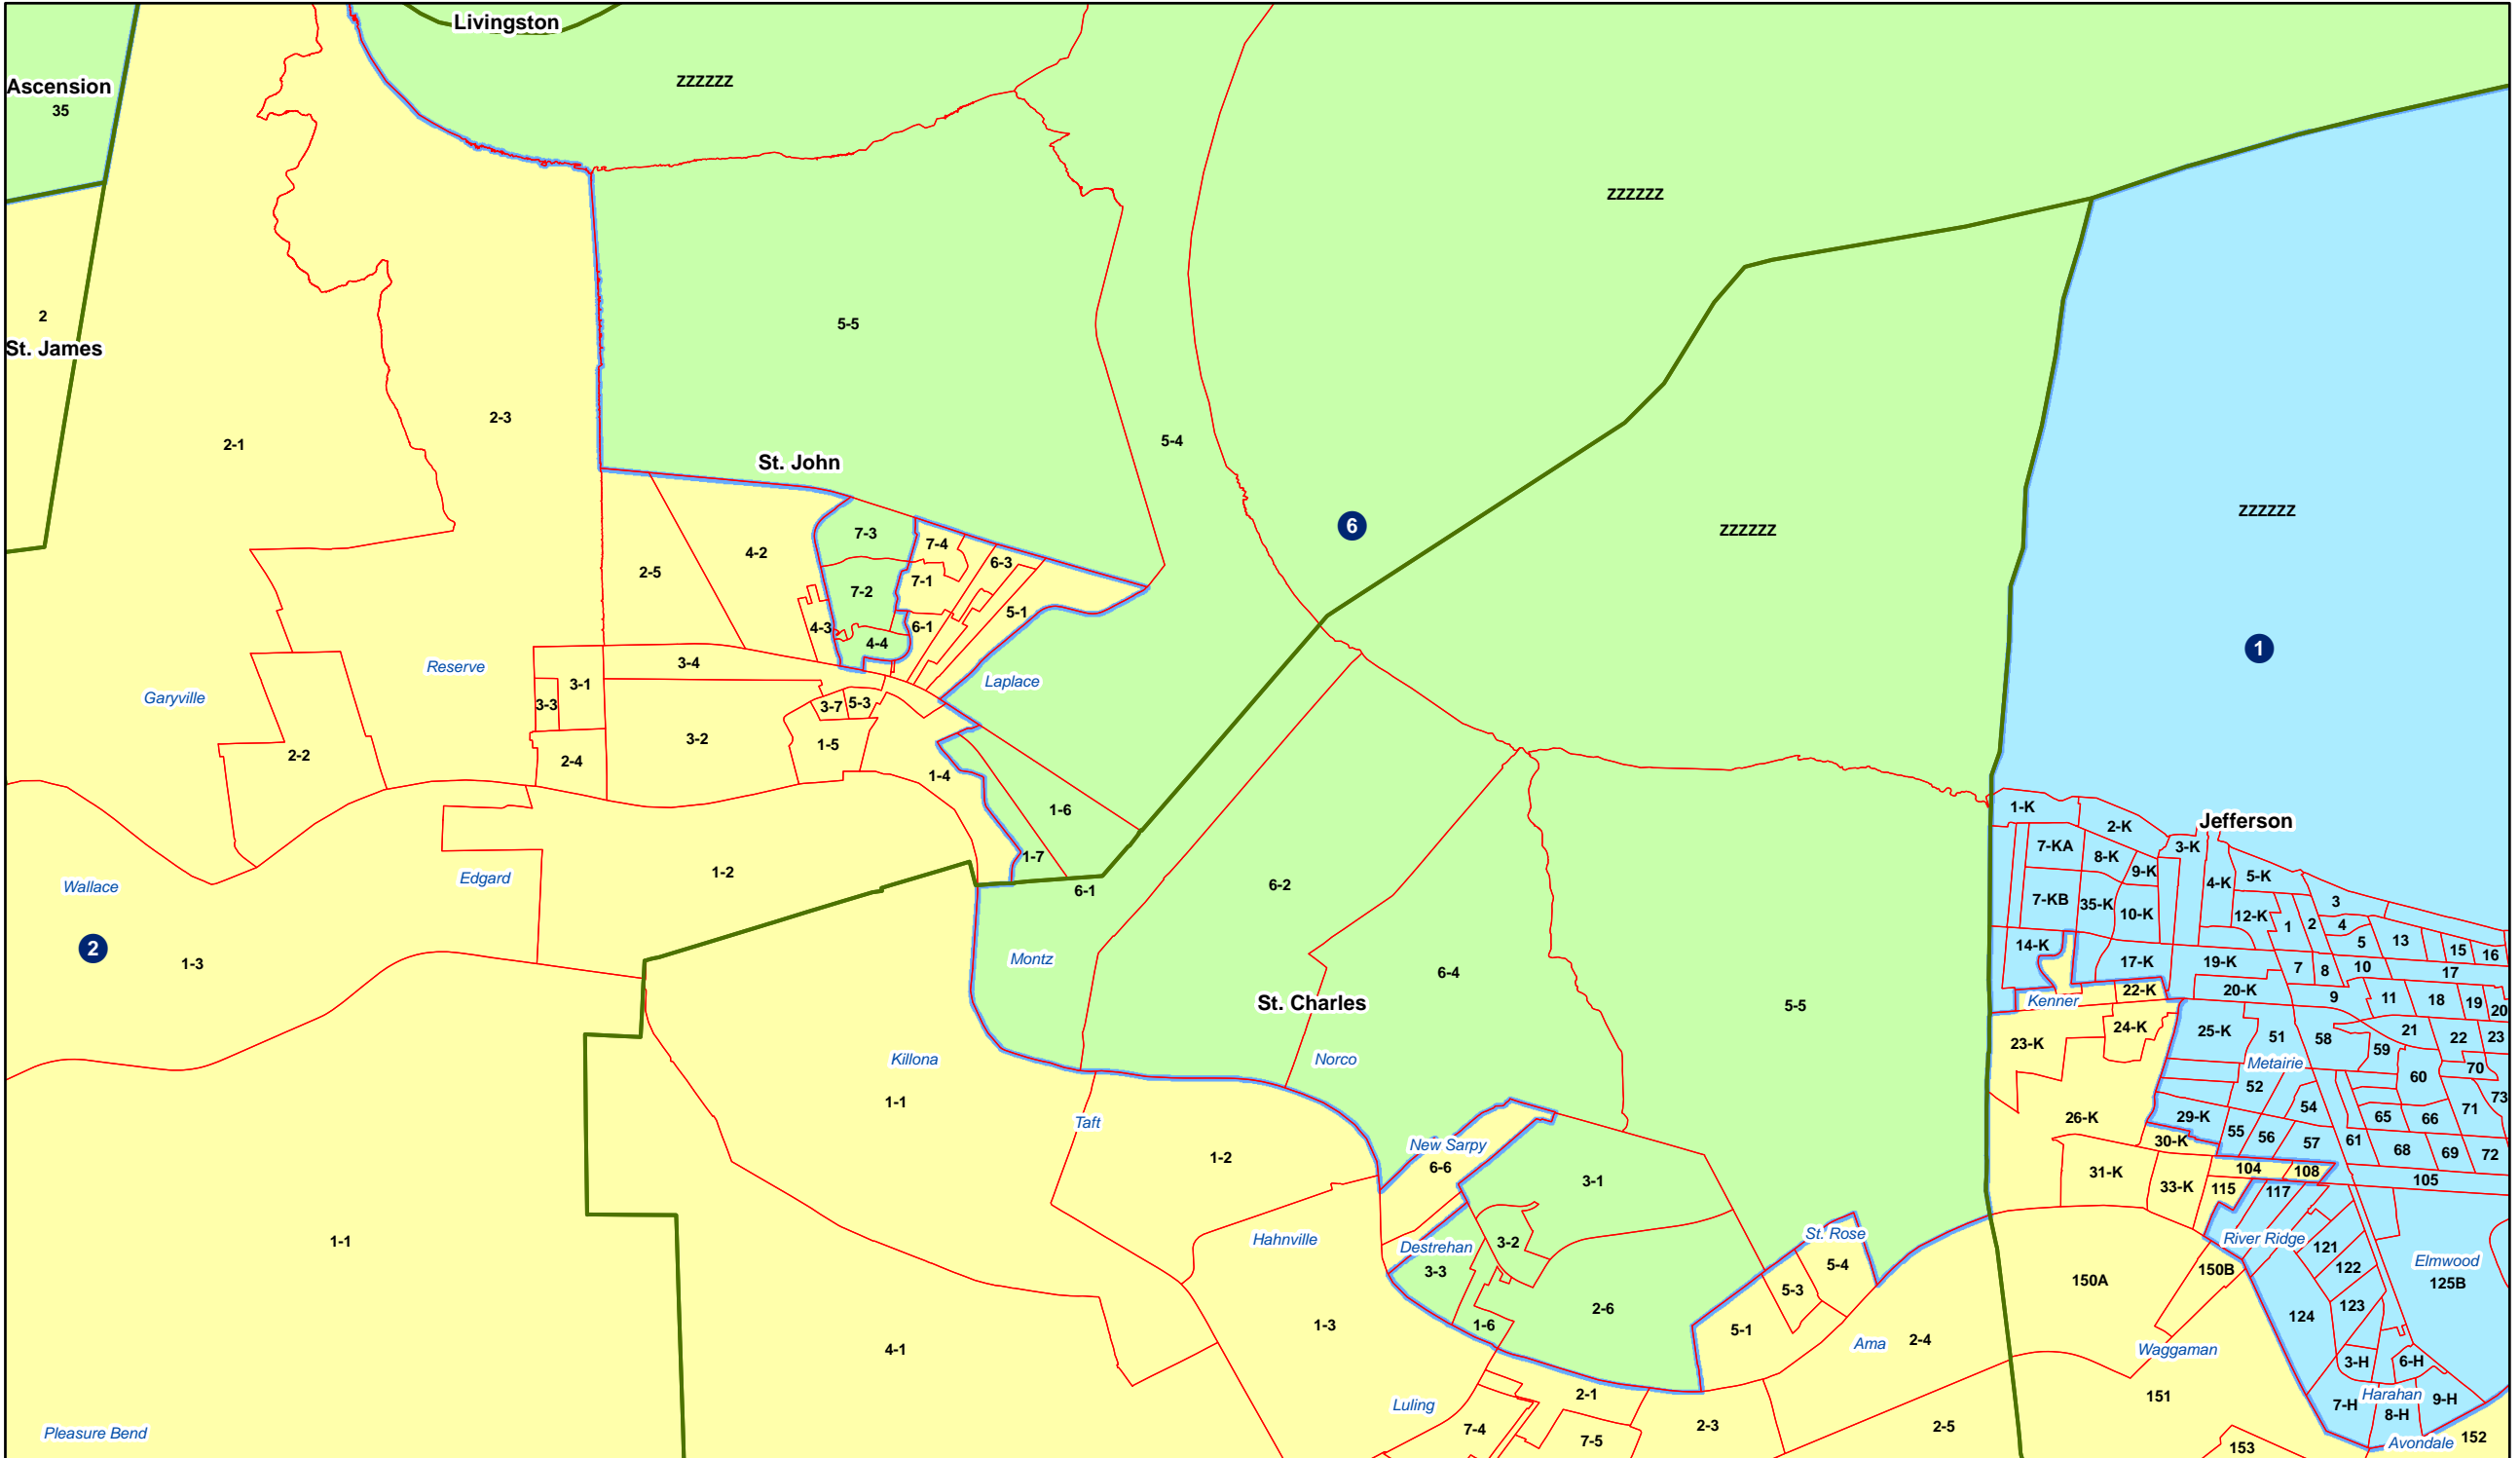 Livingston
ZZZZZZ
Ascension
35
ZZZZZZ
2
St. James
5-5
2-3
2-1
5-4
St. John
6
ZZZZZZ
ZZZZZZ
7-3
7-4
4-2
6-3
2-5
7-1
7-2
5-1
4-3
6-1
4-4
1
Reserve
3-4
Laplace
3-1
Garyville
3-3
3-7
5-3
3-2
1-5
2-2
2-4
1-4
1-6
1-K
Jefferson
2-K
7-KA
3-K
8-K
1-7
9-K
1-2
Edgard
5-K
4-K
Wallace
6-1
6-2
7-KB
35-K
10-K
12-K
3
1
2
4
2
14-K
5
13
15
16
Montz
1-3
6-4
17-K
19-K
7
8
10
17
St. Charles
5-5
Kenner
22-K
20-K
9
11
18
19
20
23-K
24-K
25-K
51
58
21
22
23
59
Killona
Norco
Metairie
70
60
52
1-1
73
Taft
26-K
29-K
54
65
66
71
New Sarpy
30-K
55
56
57
61
68
69
72
1-2
6-6
3-1
31-K
33-K
104
108
105
115
117
1-1
Hahnville
Destrehan
3-2
St. Rose
River Ridge
121
Elmwood
3-3
5-4
150A
150B
122
125B
5-3
1-3
1-6
2-6
5-1
124
123
4-1
Ama
2-4
Waggaman
3-H
6-H
Luling
2-1
151
Harahan
7-H
9-H
8-H
Pleasure Bend
7-4
7-5
2-3
2-5
153
Avondale
152